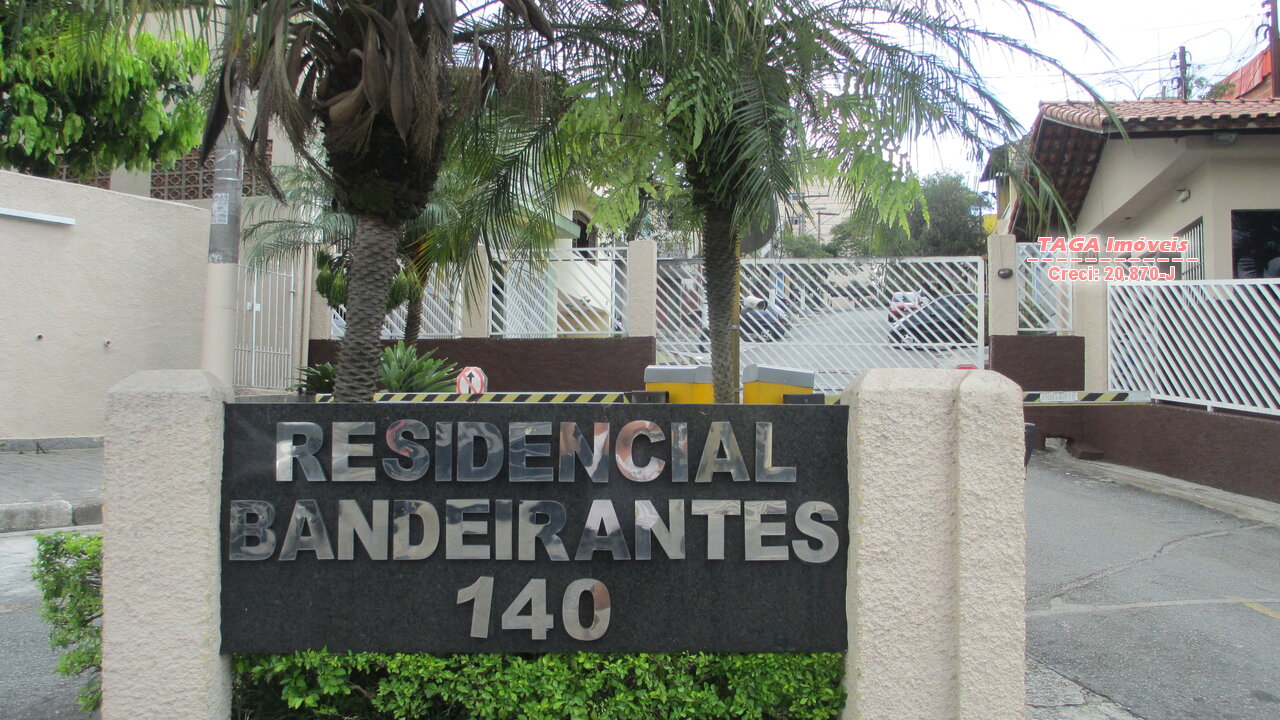 TAGA Imóveis
Creci: 20.870-J
RESIDENCIAL
BANDEIRANTES
140